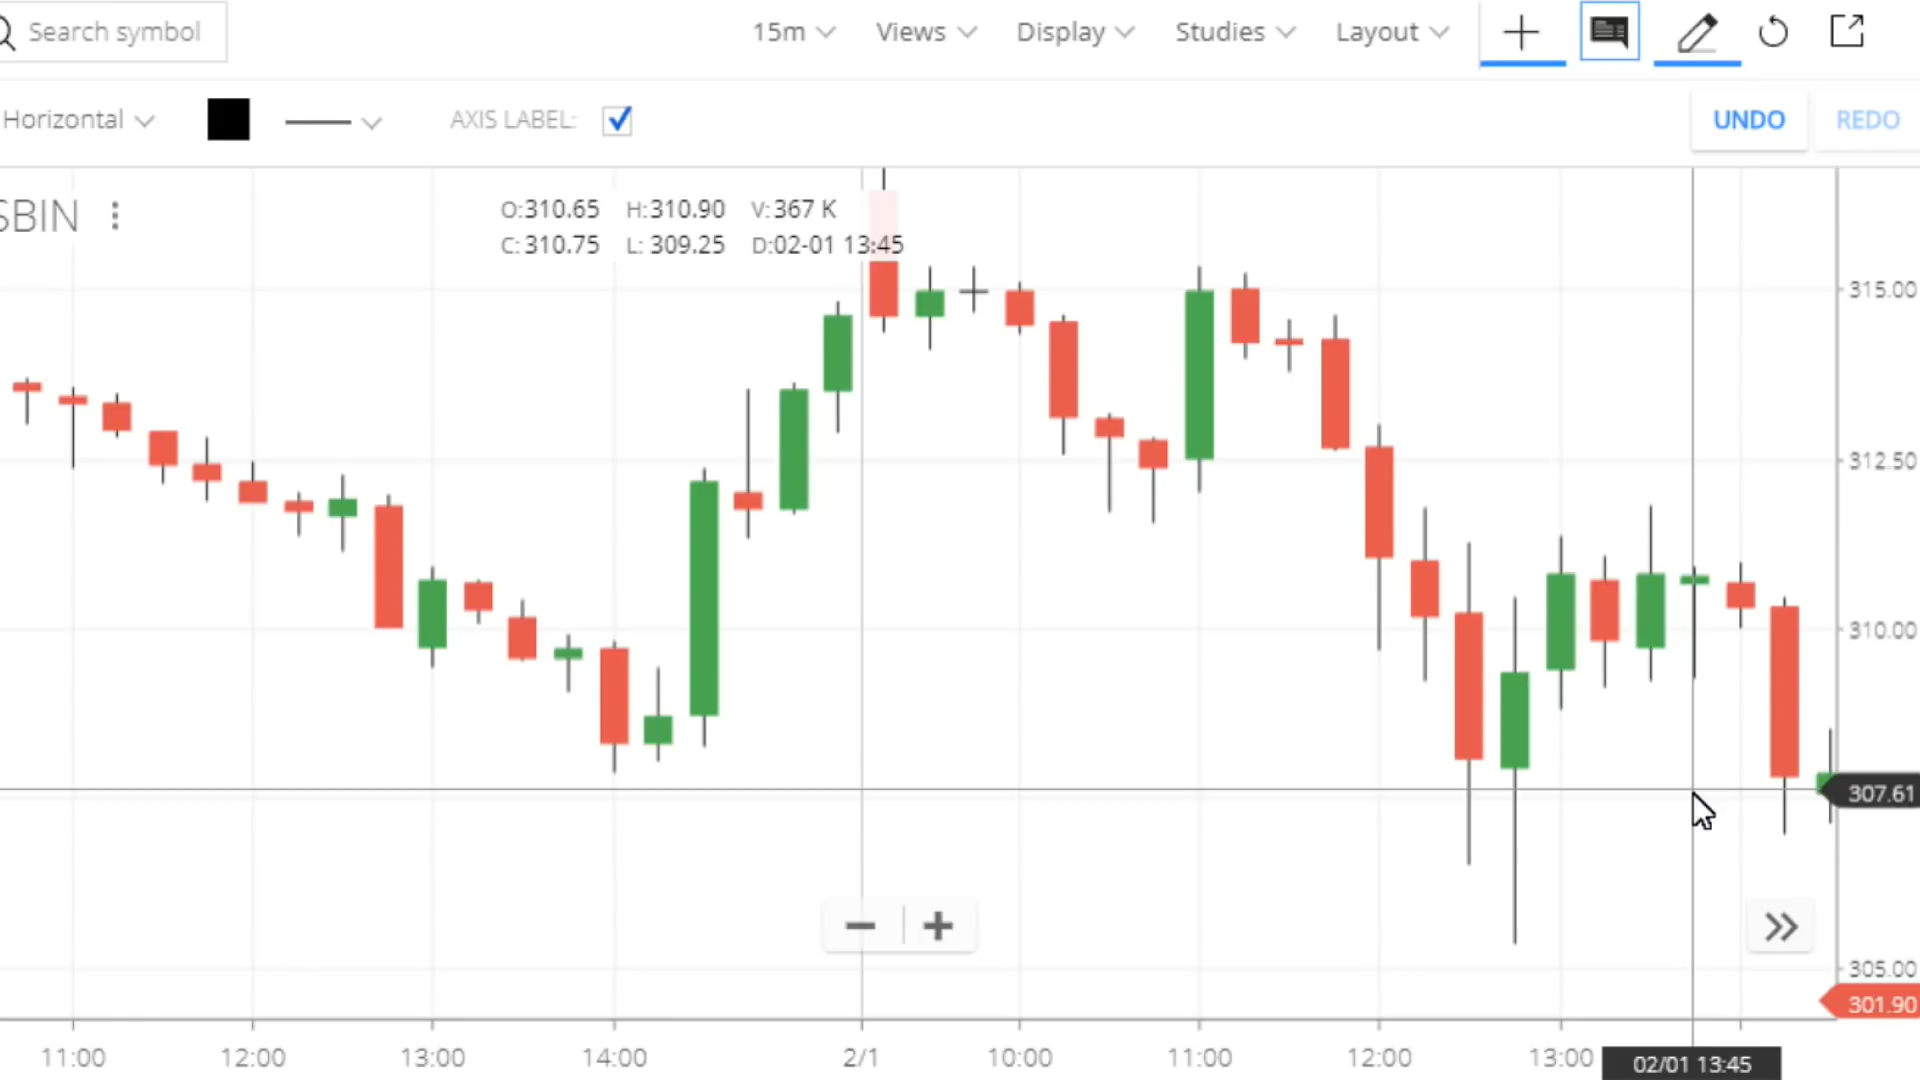 Search symbol 15m Views Display Studies Layout
Horizontal AXIS LABEL: UNDO REDO
SBIN O:310.65 H:310.90 V:367 K
C:310.75 L: 309.25 D:02-01 13:45
315.00
312.50
310.00
307.61
305.00
301.90
11:00 12:00 13:00 14:00 2/1 10:00 11:00 12:00 13:00 02/01 13:45